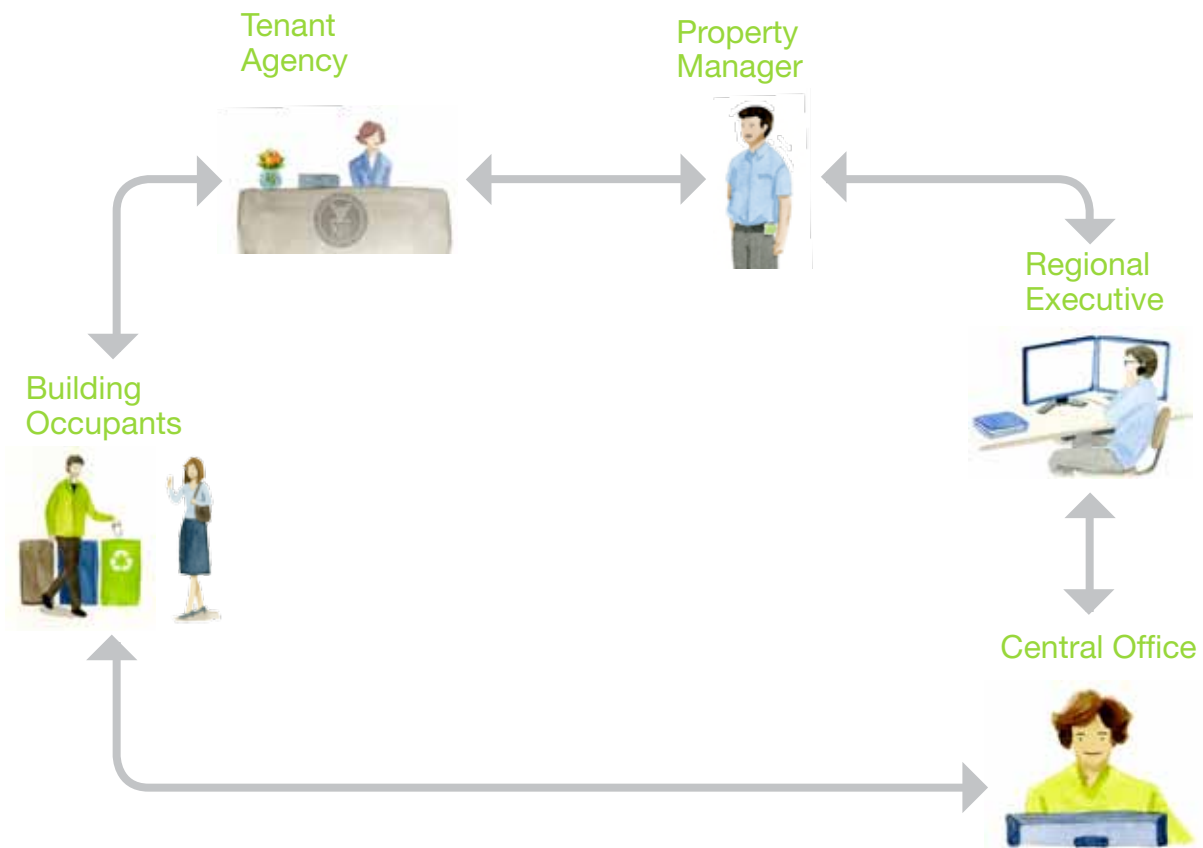 Tenant
Agency
Property
Manager
Regional
Executive
Building
Occupants
Central Office